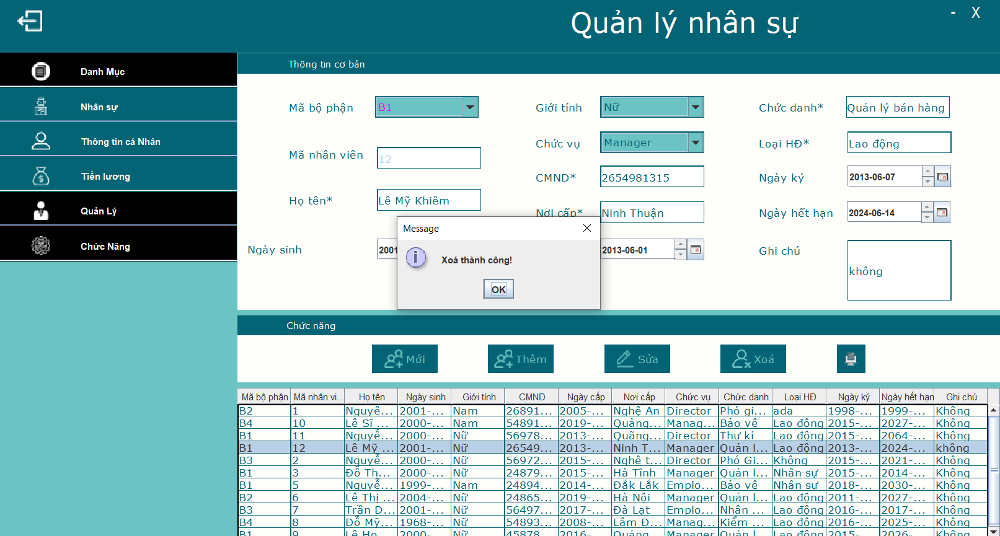 Quản lý nhân sự
-
X
Danh Mục
Nhân sự
Thông tin cá Nhân
Tiền lương
Quản Lý
Chức Năng
Thông tin cơ bản
Mã bộ phận B1
Giới tính Nữ
Chức danh* Quản lý bán hàng
Mã nhân viên 12
Chức vụ Manager
Loại HĐ* Lao động
CMND* 2654981315
Ngày ký 2013-06-07
Họ tên* Lê Mỹ Khiêm
Nơi cấp* Ninh Thuận
Ngày hết hạn 2024-06-14
Ngày sinh 2001
2013-06-01
Ghi chú không
Message
Xoá thành công!
OK
Chức năng
Mới Thêm Sửa Xoá
Mã bộ phận Mã nhân vi... Họ tên Ngày sinh Giới tính CMND Ngày cấp Nơi cấp Chức vụ Chức danh Loại HĐ Ngày ký Ngày hết hạn Ghi chú
B2 1 Nguyê... 2001-... Nam 26891... 2005-... Nghệ An Director Phó gi... ada 1998-... 1999-... Không
B4 10 Lê Sĩ ... 2000-... Nam 54891... 2019-... Quảng... Manag... Bảo vệ Lao động 2015-... 2027-... Không
B1 11 Nguyễ... 2000-... Nữ 56978... 2013-... Quãng... Director Thư kí Lao động 2015-... 2064-... Không
B1 12 Lê Mỹ ... 2001-... Nữ 26549... 2013-... Ninh T... Manager Quản l... Lao động 2013-... 2024-... không
B3 2 Nguyễ... 2000-... Nữ 56972... 2015-... Nghệ t... Director Phó Gi... Không 2015-... 2021-... Không
B1 3 Đỗ Th... 2000-... Nữ 24879... 2015-... Hà Tĩnh Manager Quản l... Nhân sự 2015-... 2014-... Không
B1 5 Nguyễ... 1999-... Nam 24894... 2014-... Đắk Lắk Emplo... Bảo vệ Nhân sự 2018-... 2030-... Không
B2 6 Lê Thị ... 2004-... Nữ 24865... 2019-... Hà Nội Manager Quản l... Lao động 2011-... 2027-... Không
B3 7 Trần D... 2001-... Nữ 56497... 2017-... Đà Lạt Emplo... Nhân ... Lao động 2016-... 2017-... Không
B4 8 Đỗ Mỹ... 1968-... Nữ 54893... 2008-... Lâm Đ... Manag... Kiểm ... Lao động 2016-... 2025-... Không
B1 9 Lê Ho... 2000-... Nữ 45878... 2016-... Quảng... Manager Quản l... Lao động 2015-... 2026-... Không